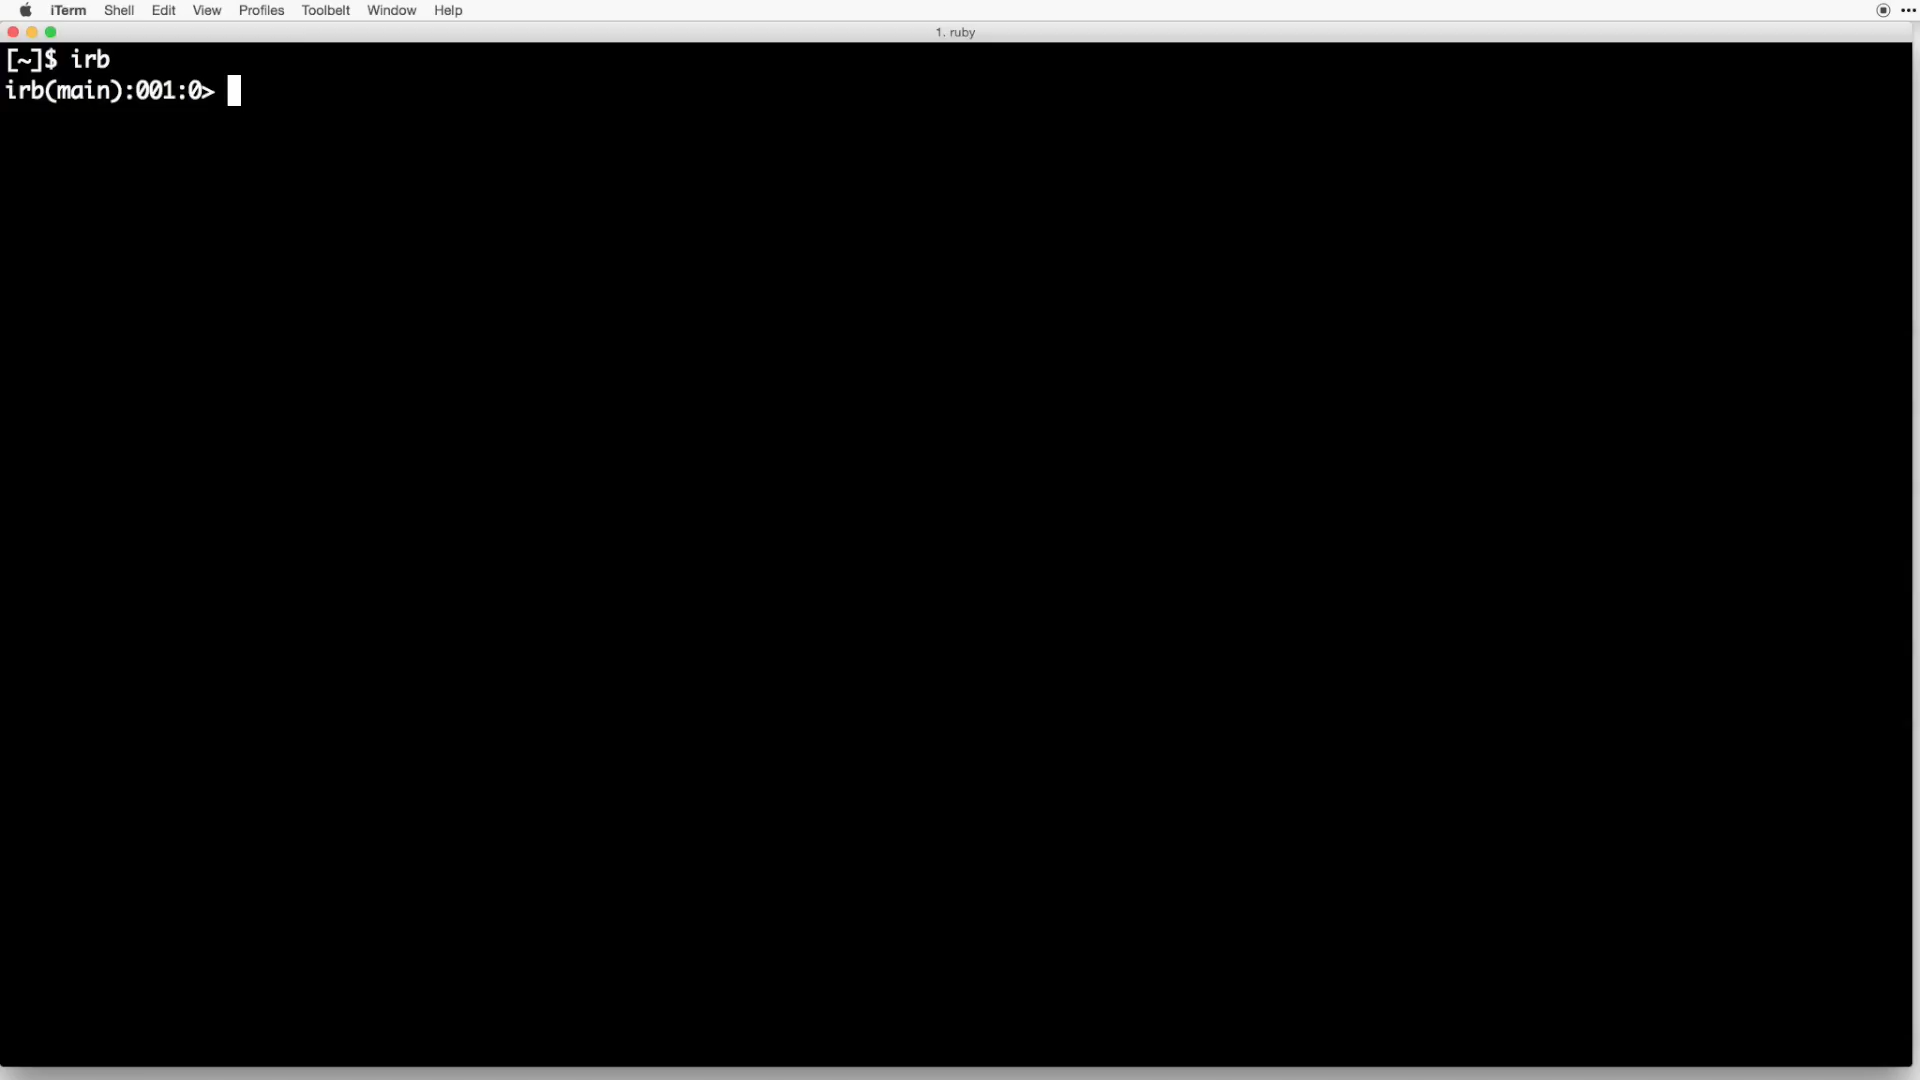 iTerm Shell Edit View Profiles Toolbelt Window Help
1. ruby
[~]$ irb
irb(main):001:0>